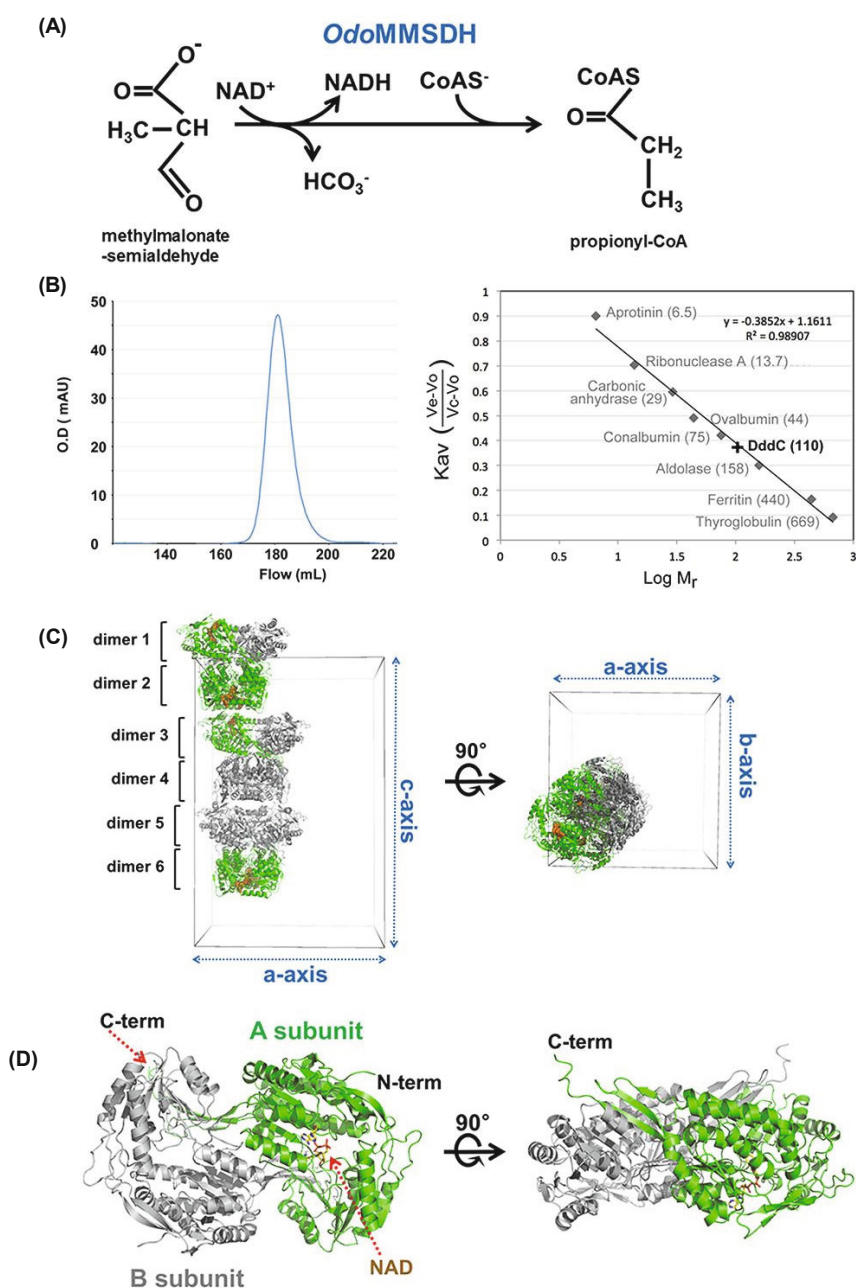 (A)
OdoMMSDH
O-
O
H3C
CH
O
NAD+
NADH
CoAS-
HCO3-
CoAS
O
CH2
CH3
methylmalonate
-semialdehyde
propionyl-CoA
(B)
O.D ( mAU)
50
40
30
20
10
0
140
160
180
200
220
Flow (mL)
Kav ( Ve-Vo
Vc-Vo )
1
0.9
0.8
0.7
0.6
0.5
0.4
0.3
0.2
0.1
0
0
0.5
1
1.5
2
2.5
3
Log Mr
y = -0.3852x + 1.1611
R² = 0.98907
Aprotinin (6.5)
Ribonuclease A (13.7)
Carbonic
anhydrase (29)
Ovalbumin (44)
Conalbumin (75)
DddC (110)
Aldolase (158)
Ferritin (440)
Thyroglobulin (669)
(C)
dimer 1
dimer 2
dimer 3
dimer 4
dimer 5
dimer 6
c-axis
a-axis
90°
a-axis
b-axis
(D)
C-term
A subunit
N-term
B subunit
NAD
90°
C-term